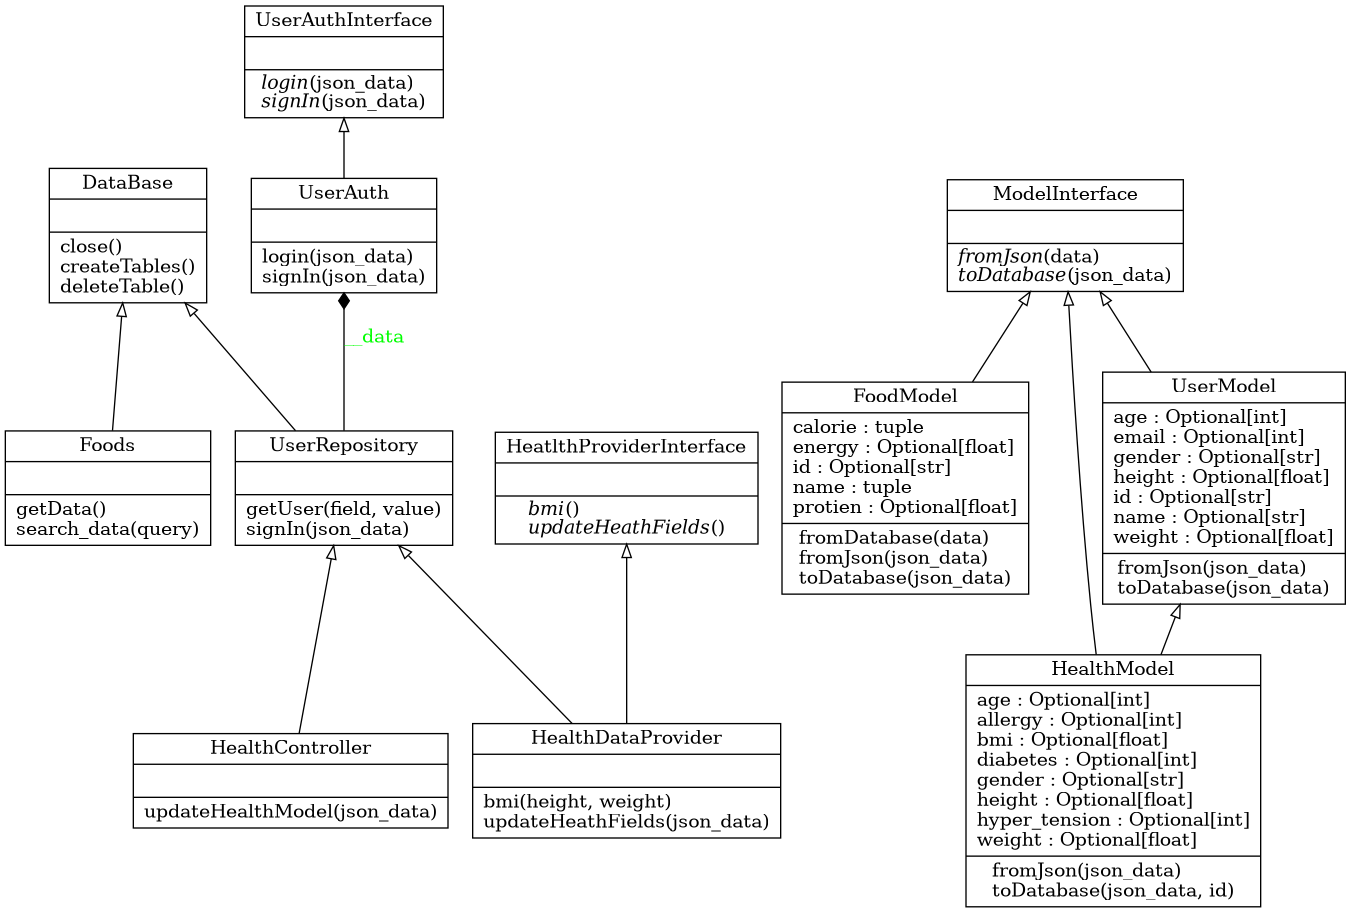 UserAuthInterface
login(json_data)
signIn(json_data)
DataBase
close()
createTables()
deleteTable()
UserAuth
login(json_data)
signIn(json_data)
ModelInterface
fromJson(data)
toDatabase(json_data)
__data
Foods
getData()
search_data(query)
UserRepository
getUser(field, value)
signIn(json_data)
HeatlthProviderInterface
bmi()
updateHeathFields()
FoodModel
calorie : tuple
energy : Optional[float]
id : Optional[str]
name : tuple
protien : Optional[float]
fromDatabase(data)
fromJson(json_data)
toDatabase(json_data)
UserModel
age : Optional[int]
email : Optional[int]
gender : Optional[str]
height : Optional[float]
id : Optional[str]
name : Optional[str]
weight : Optional[float]
fromJson(json_data)
toDatabase(json_data)
HealthController
updateHealthModel(json_data)
HealthDataProvider
bmi(height, weight)
updateHeathFields(json_data)
HealthModel
age : Optional[int]
allergy : Optional[int]
bmi : Optional[float]
diabetes : Optional[int]
gender : Optional[str]
height : Optional[float]
hyper_tension : Optional[int]
weight : Optional[float]
fromJson(json_data)
toDatabase(json_data, id)